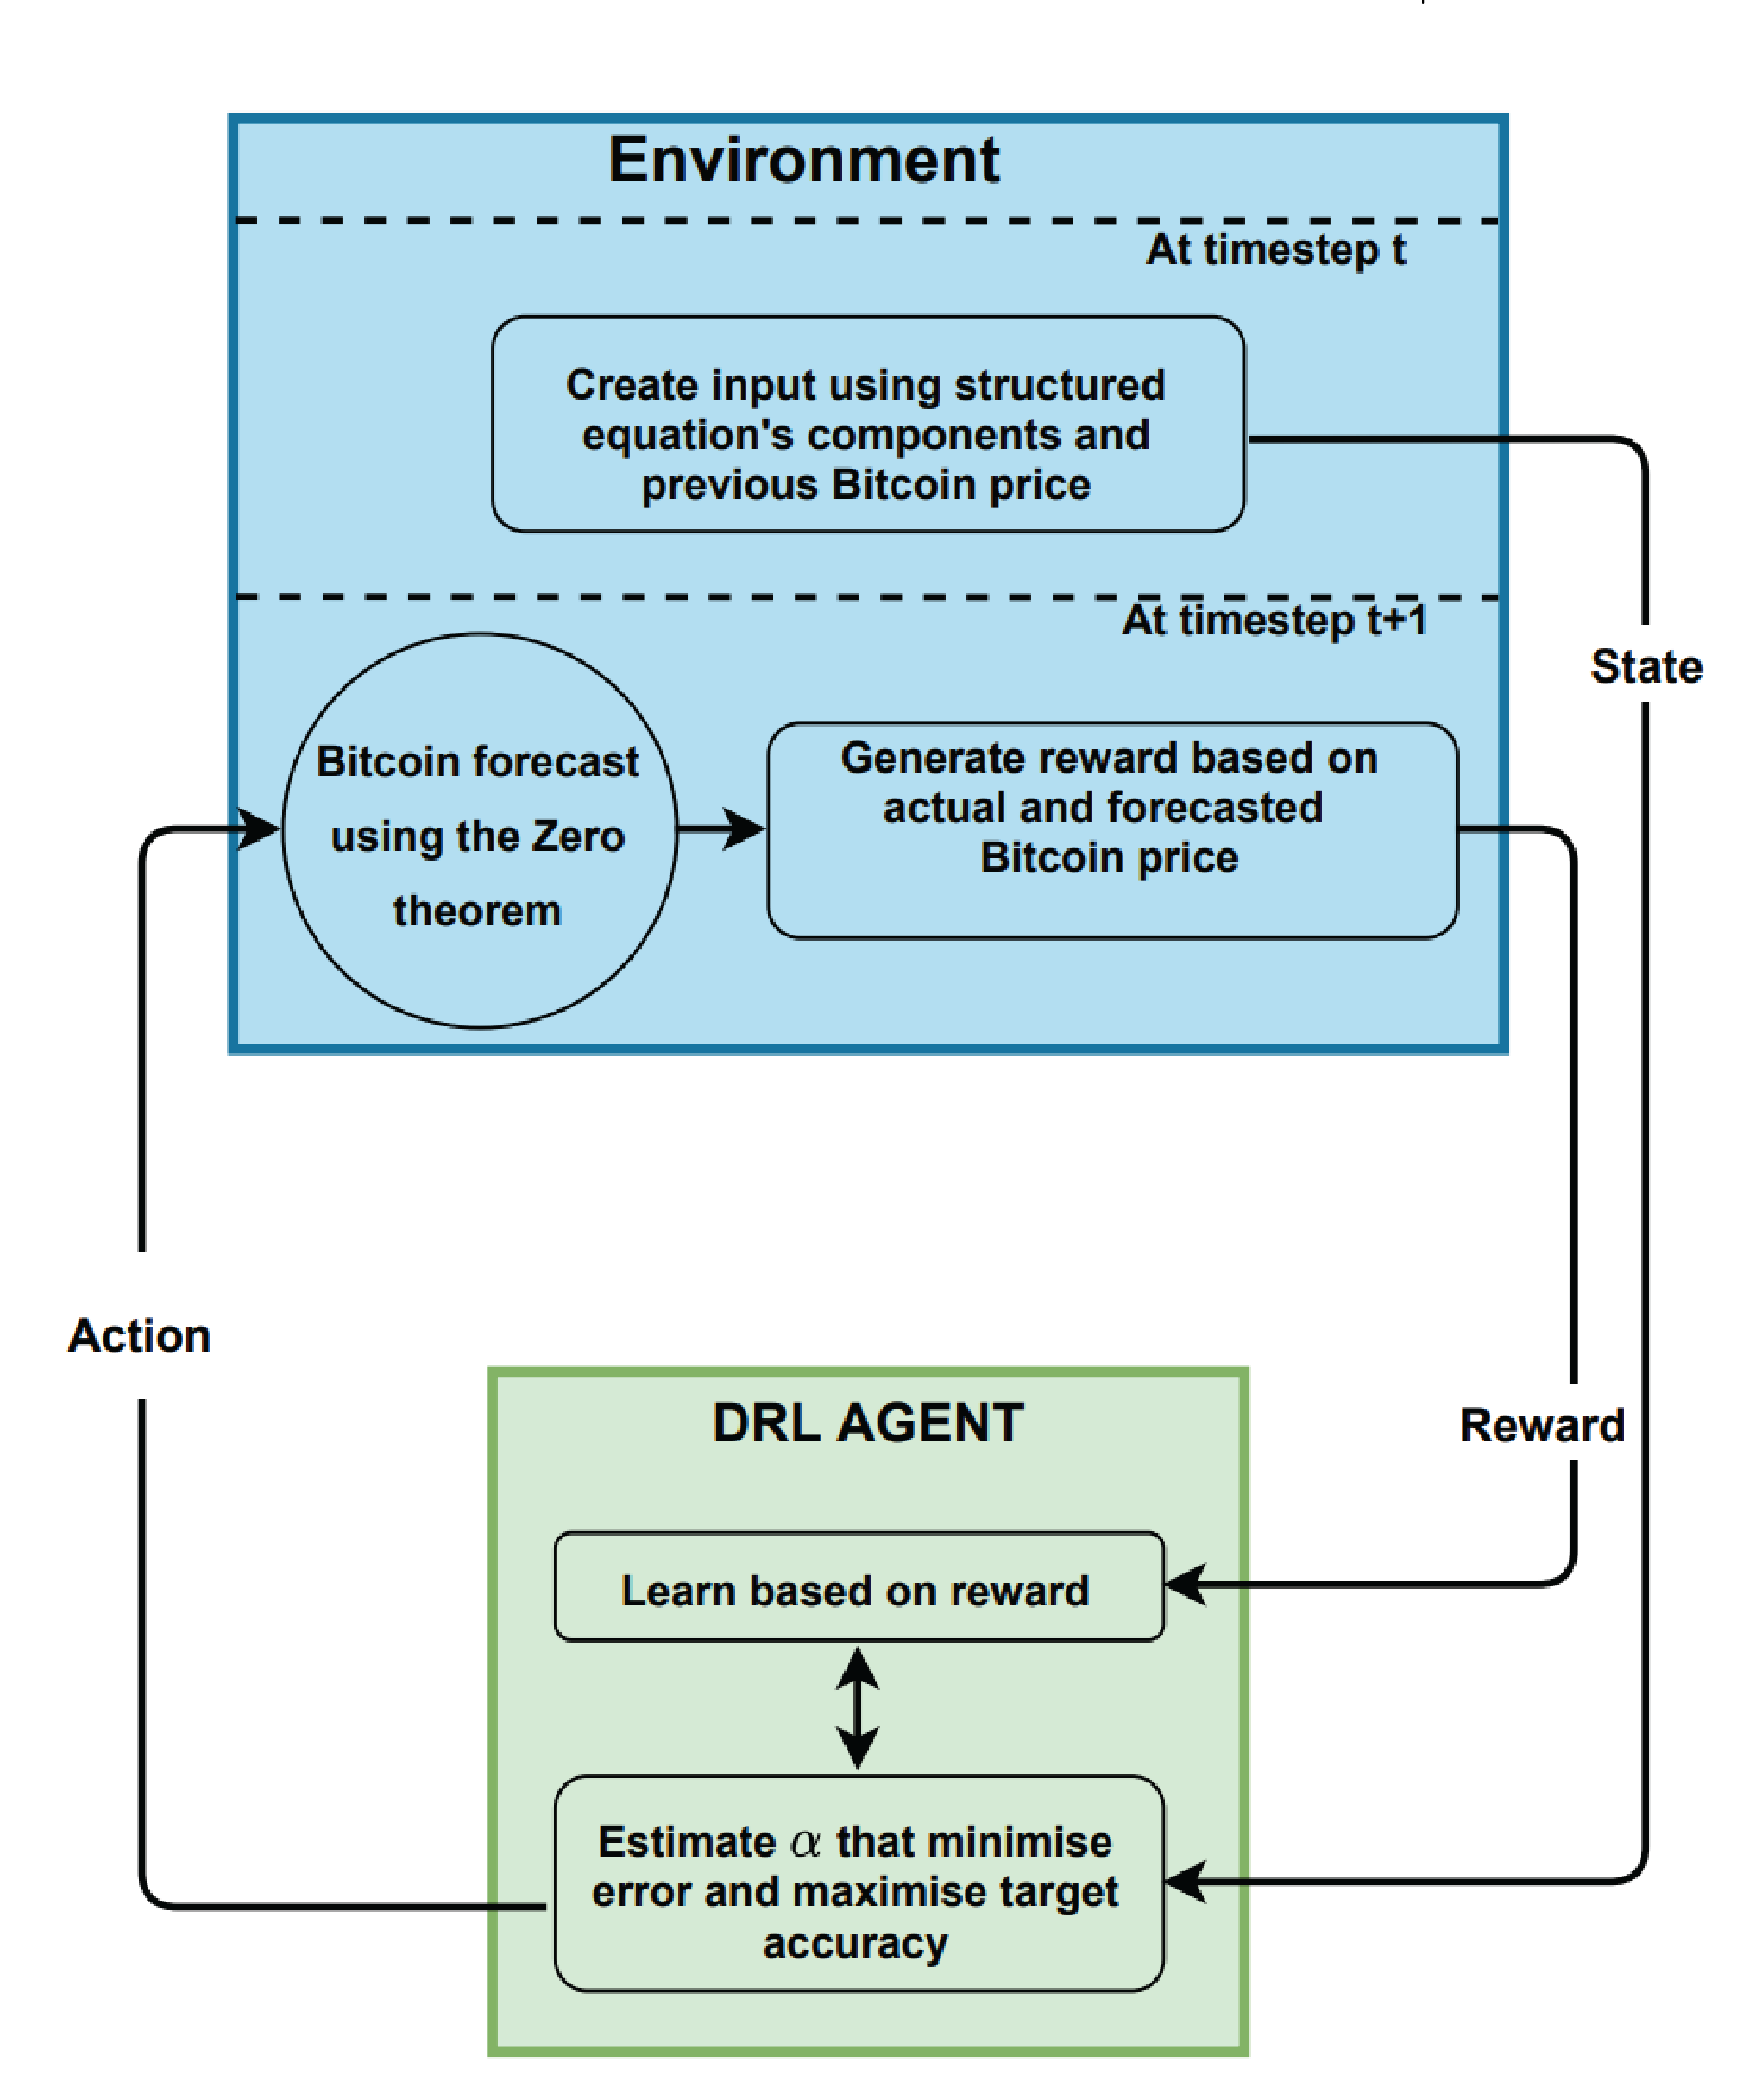 Environment
At timestep t
Create input using structured
equation's components and
previous Bitcoin price
At timestep t+1
State
Bitcoin forecast
using the Zero
theorem
Generate reward based on
actual and forecasted
Bitcoin price
Action
DRL AGENT
Reward
Learn based on reward
Estimate α that minimise
error and maximise target
accuracy